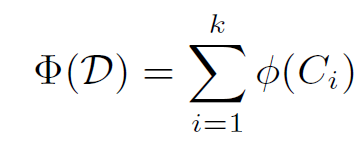 Φ(𝒟) = ∑_{i=1}^{k} ϕ(C_i)